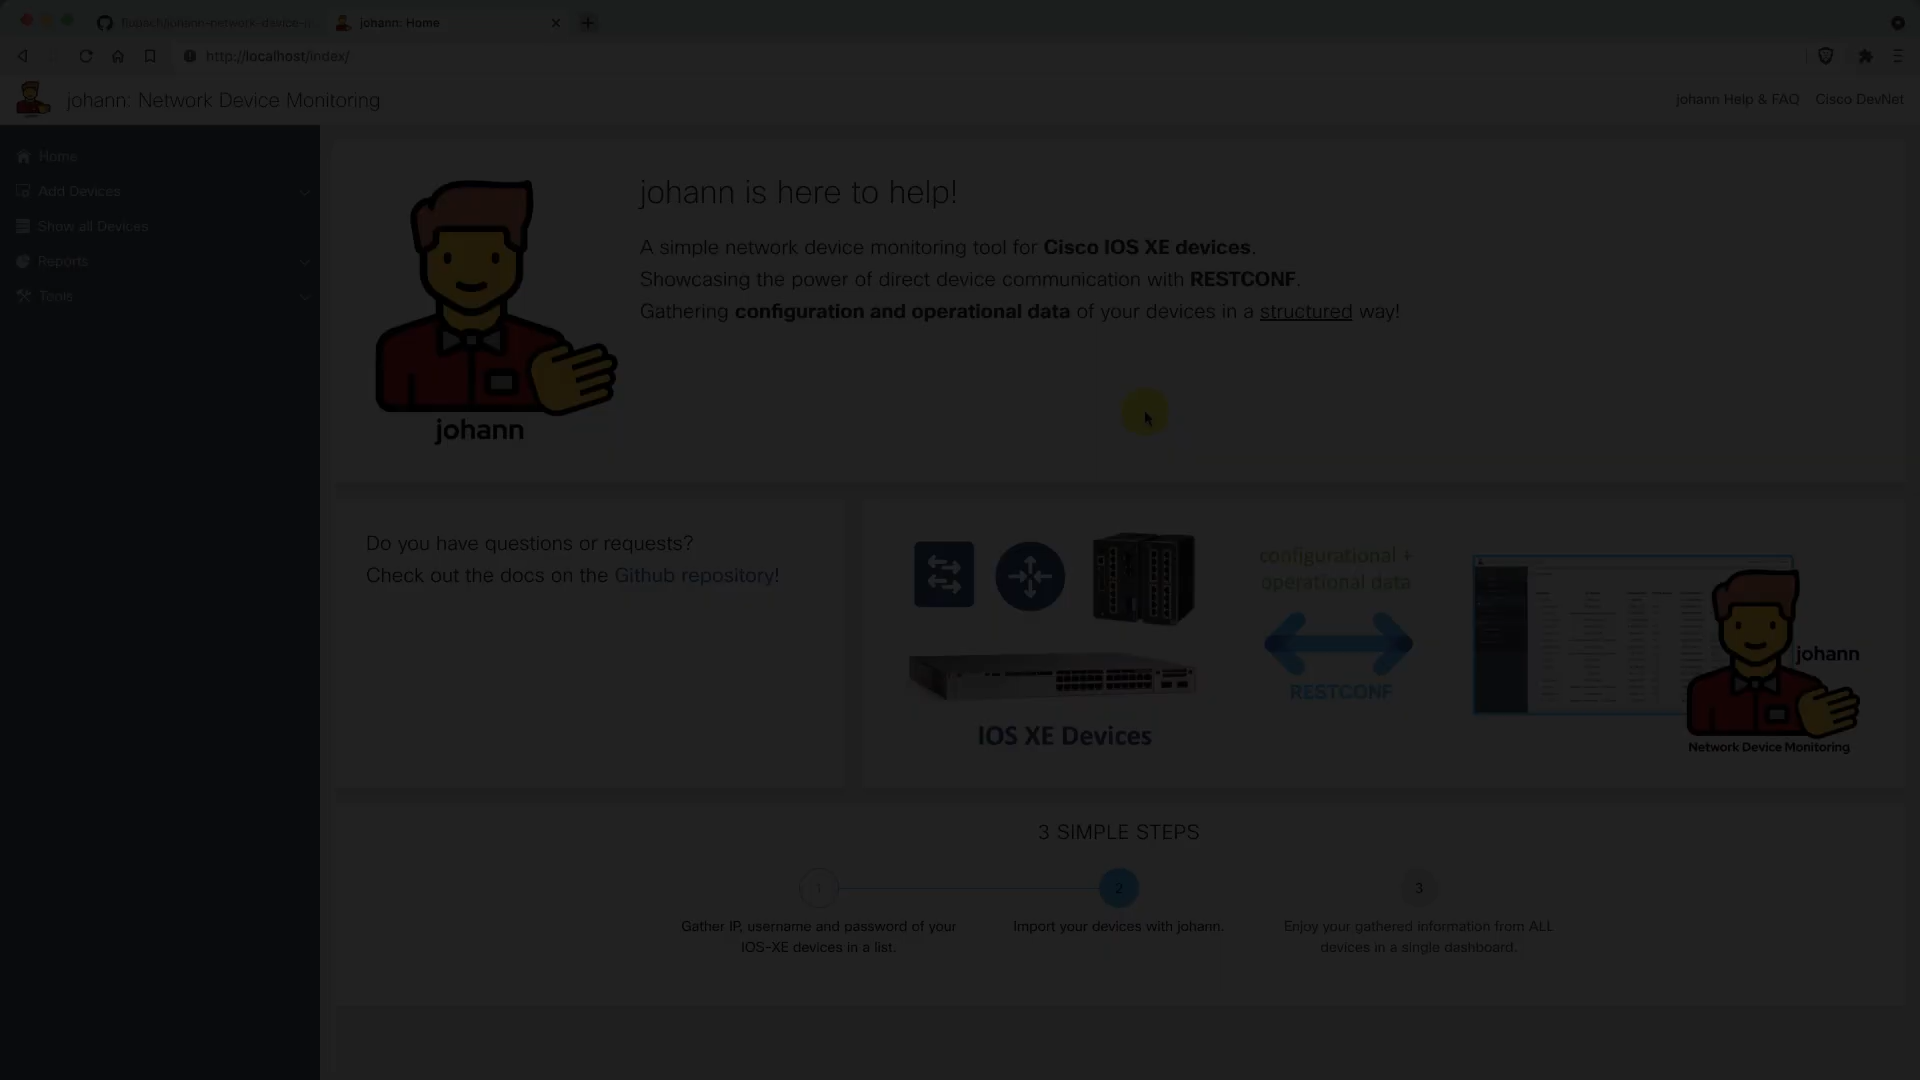 johann: Home
http://localhost/index/
johann: Network Device Monitoring
johann Help & FAQ
Cisco DevNet
Home
Add Devices
Show all Devices
Reports
Tools
johann is here to help!
A simple network device monitoring tool for Cisco IOS XE devices.
Showcasing the power of direct device communication with RESTCONF.
Gathering configuration and operational data of your devices in a structured way!
johann
Do you have questions or requests?
Check out the docs on the Github repository!
configurational +
operational data
RESTCONF
IOS XE Devices
johann
Network Device Monitoring
3 SIMPLE STEPS
1
2
3
Gather IP, username and password of your
IOS-XE devices in a list.
Import your devices with johann.
Enjoy your gathered information from ALL
devices in a single dashboard.